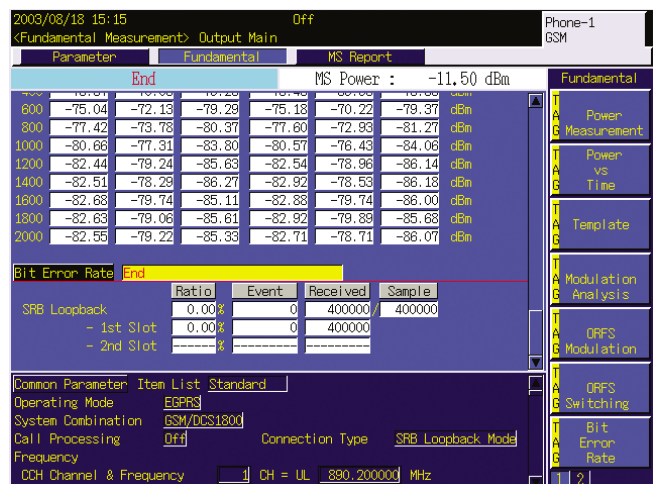 2003/08/18 15:15 Off Phone-1
<Fundamental Measurement> Output Main GSM
Parameter Fundamental MS Report
End MS Power : -11.50 dBm Fundamental
600 -75.04 -72.13 -79.29 -75.18 -70.22 -79.37 dBm
800 -77.42 -73.78 -80.37 -77.60 -72.93 -81.27 dBm
1000 -80.66 -77.31 -83.80 -80.57 -76.43 -84.06 dBm
1200 -82.44 -79.24 -85.63 -82.54 -78.96 -86.14 dBm
1400 -82.51 -78.29 -86.27 -82.92 -78.53 -86.18 dBm
1600 -82.68 -79.74 -85.11 -82.88 -79.74 -86.00 dBm
1800 -82.63 -79.06 -85.61 -82.92 -79.89 -85.68 dBm
2000 -82.55 -79.22 -85.33 -82.71 -78.71 -86.07 dBm
Bit Error Rate End
Ratio Event Received Sample
SRB Loopback 0.00% 0 400000/ 400000
- 1st Slot 0.00% 0 400000
- 2nd Slot ------% ------ ------
Common Parameter Item List Standard
Operating Mode EGPRS
System Combination GSM/DCS1800
Call Processing Off Connection Type SRB Loopback Mode
Frequency
CCH Channel & Frequency 1 CH = UL 890.200000 MHz
TAG Power Measurement
TAG Power vs Time
TAG Template
TAG Modulation Analysis
TAG ORFS Modulation
TAG ORFS Switching
TAG Bit Error Rate
1 2